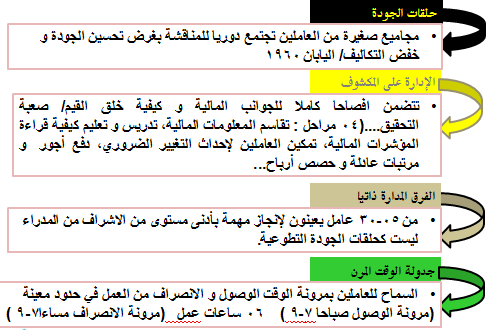 حلقات الجودة
• مجاميع صغيرة من العاملين تجتمع دوريا للمناقشة بغرض تحسين الجودة و
خفض التكاليف/ اليابان ١٩٦٠
الإدارة على المكشوف
• تتضمن افصاحا كاملا للجوانب المالية و كيفية خلق القيم/ صعبة
التحقيق....(٠٤ مراحل : تقاسم المعلومات المالية، تدريس و تعليم كيفية قراءة
المؤشرات المالية، تمكين العاملين لإحداث التغيير الضروري، دفع أجور و
مرتبات عادلة و حصص أرباح...
الفرق المدارة ذاتيا
• من ٠٥-٣٠ عامل يعينون لإنجاز مهمة بأدنى مستوى من الاشراف من المدراء
ليست كحلقات الجودة التطوعية.
جدولة الوقت المرن
• السماح للعاملين بمرونة الوقت الوصول و الانصراف من العمل في حدود معينة
(مرونة الوصول صباحا ٧-٩ ) ٠٦ ساعات عمل (مرونة الانصراف مساءا٧-٩ )